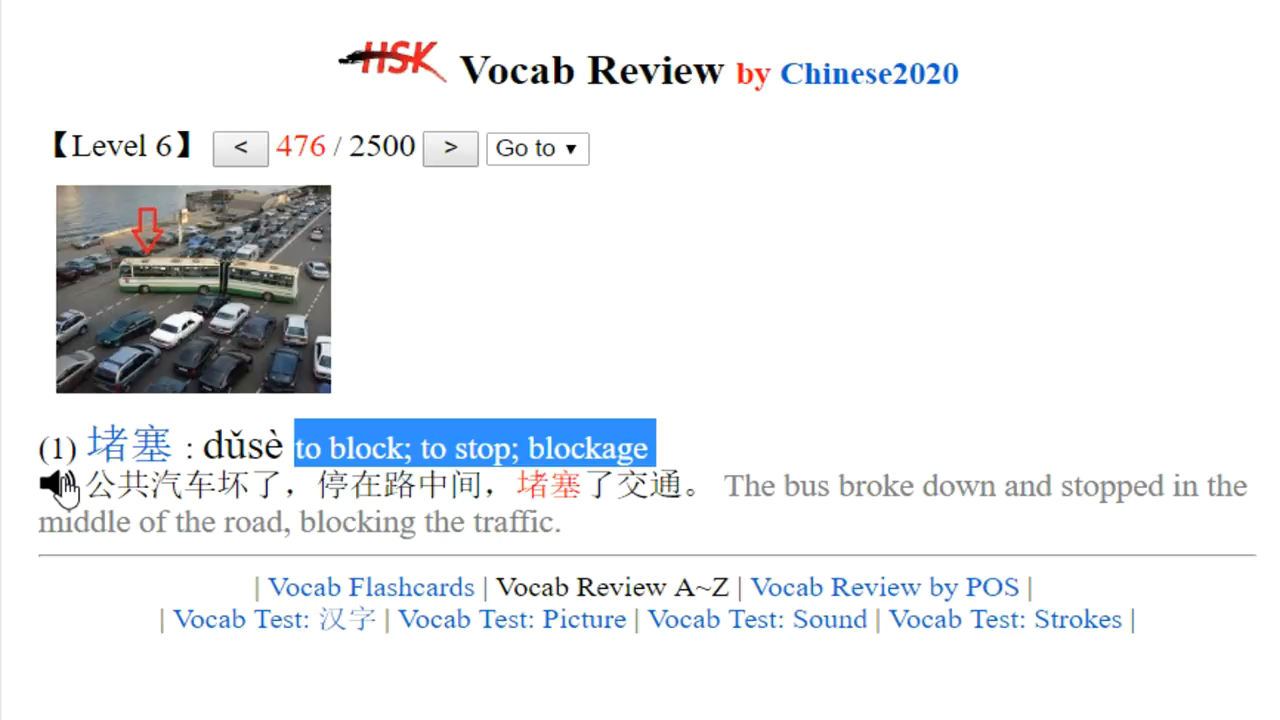 HSK Vocab Review by Chinese2020
【Level 6】 < 476 / 2500 > Go to ▼
(1) 堵塞 : dǔsè to block; to stop; blockage
公共汽车坏了，停在路中间，堵塞了交通。 The bus broke down and stopped in the
middle of the road, blocking the traffic.
| Vocab Flashcards | Vocab Review A~Z | Vocab Review by POS |
| Vocab Test: 汉字 | Vocab Test: Picture | Vocab Test: Sound | Vocab Test: Strokes |